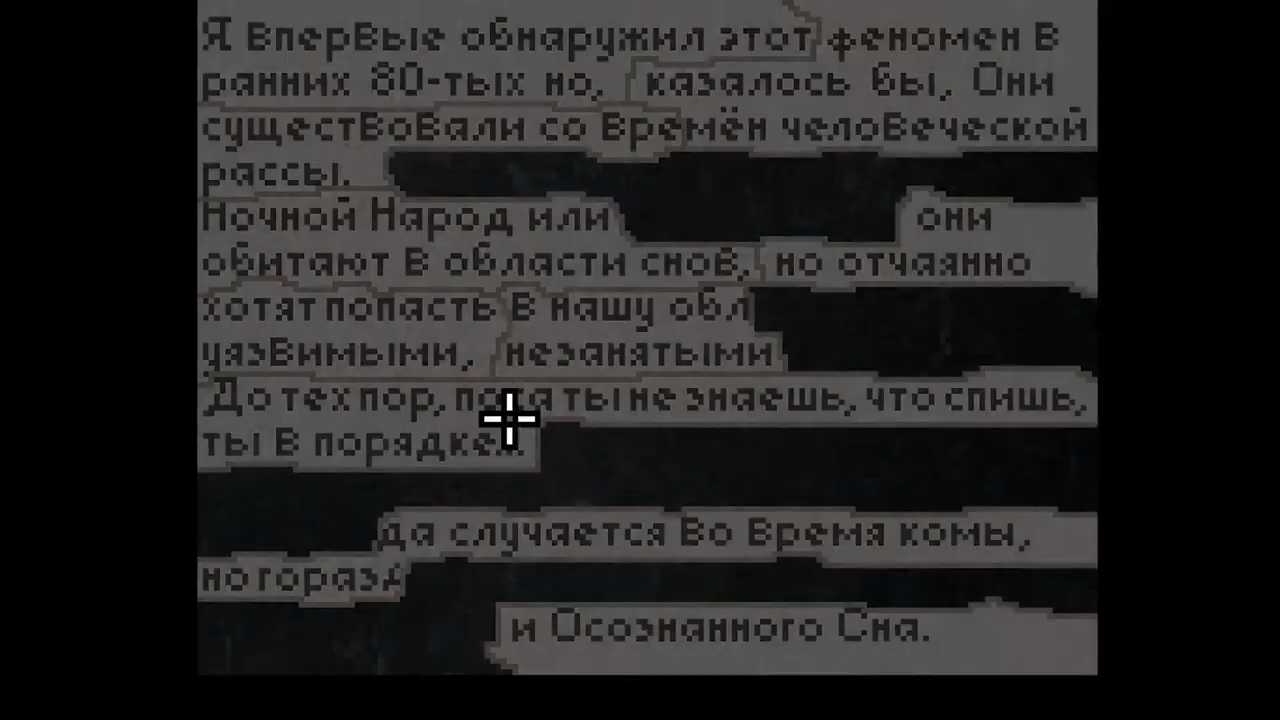 Я впервые обнаружил этот феномен в
ранних 80-тых но, казалось бы, Они
существовали со времён человеческой
рассы.
Ночной Народ или они
обитают в области снов, но отчаянно
хотят попасть в нашу обл
уязвимыми, незанятыми
До тех пор, пока ты не знаешь, что спишь,
ты в порядке...
да случается во время комы,
но горазд
и Осознанного Сна.